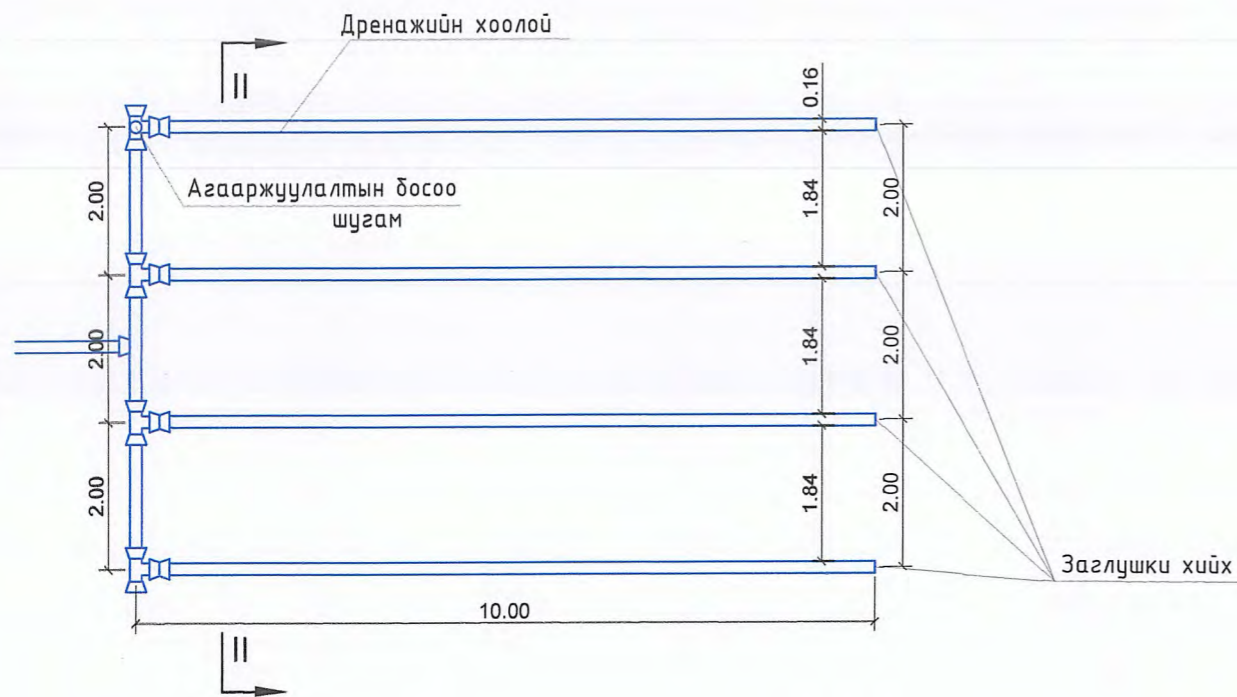 Дренажийн хоолой
II
0.16
Агааржуулалтын босоо
шугам
2.00
1.84
2.00
2.00
1.84
2.00
2.00
1.84
2.00
Заглушки хийх
10.00
II